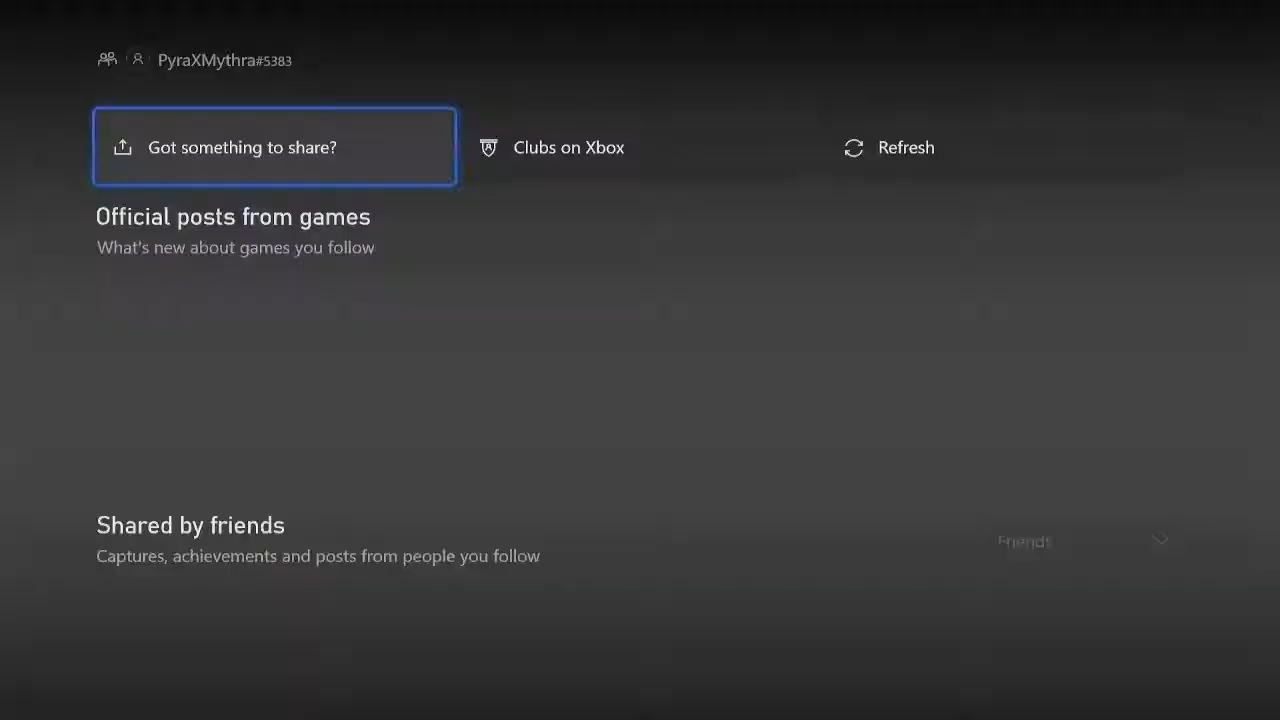 PyraXMythra#5383
Got something to share?
Clubs on Xbox
Refresh
Official posts from games
What's new about games you follow
Shared by friends
Captures, achievements and posts from people you follow
Friends